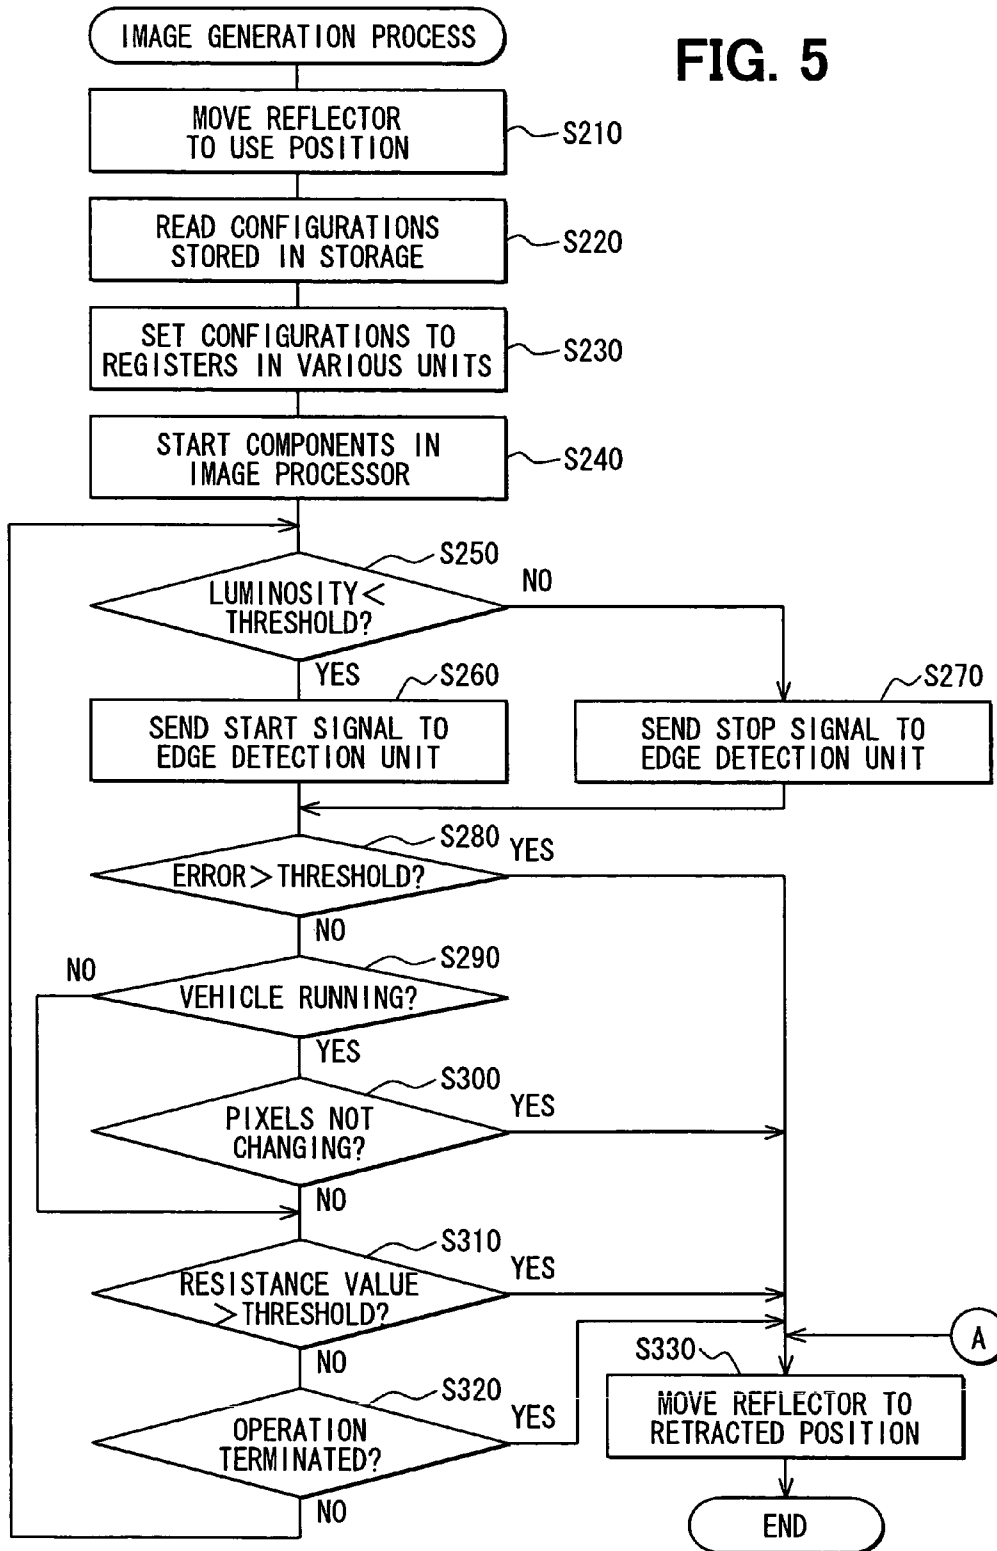 IMAGE GENERATION PROCESS
FIG. 5
MOVE REFLECTOR
TO USE POSITION
S210
READ CONFIGURATIONS
STORED IN STORAGE
S220
SET CONFIGURATIONS TO
REGISTERS IN VARIOUS UNITS
S230
START COMPONENTS IN
IMAGE PROCESSOR
S240
S250
LUMINOSITY<
THRESHOLD?
NO
YES
S260
SEND START SIGNAL TO
EDGE DETECTION UNIT
S270
SEND STOP SIGNAL TO
EDGE DETECTION UNIT
S280
ERROR>THRESHOLD?
YES
NO
S290
VEHICLE RUNNING?
NO
YES
S300
PIXELS NOT
CHANGING?
YES
NO
S310
RESISTANCE VALUE
>THRESHOLD?
YES
NO
S320
OPERATION
TERMINATED?
YES
NO
A
S330
MOVE REFLECTOR TO
RETRACTED POSITION
END